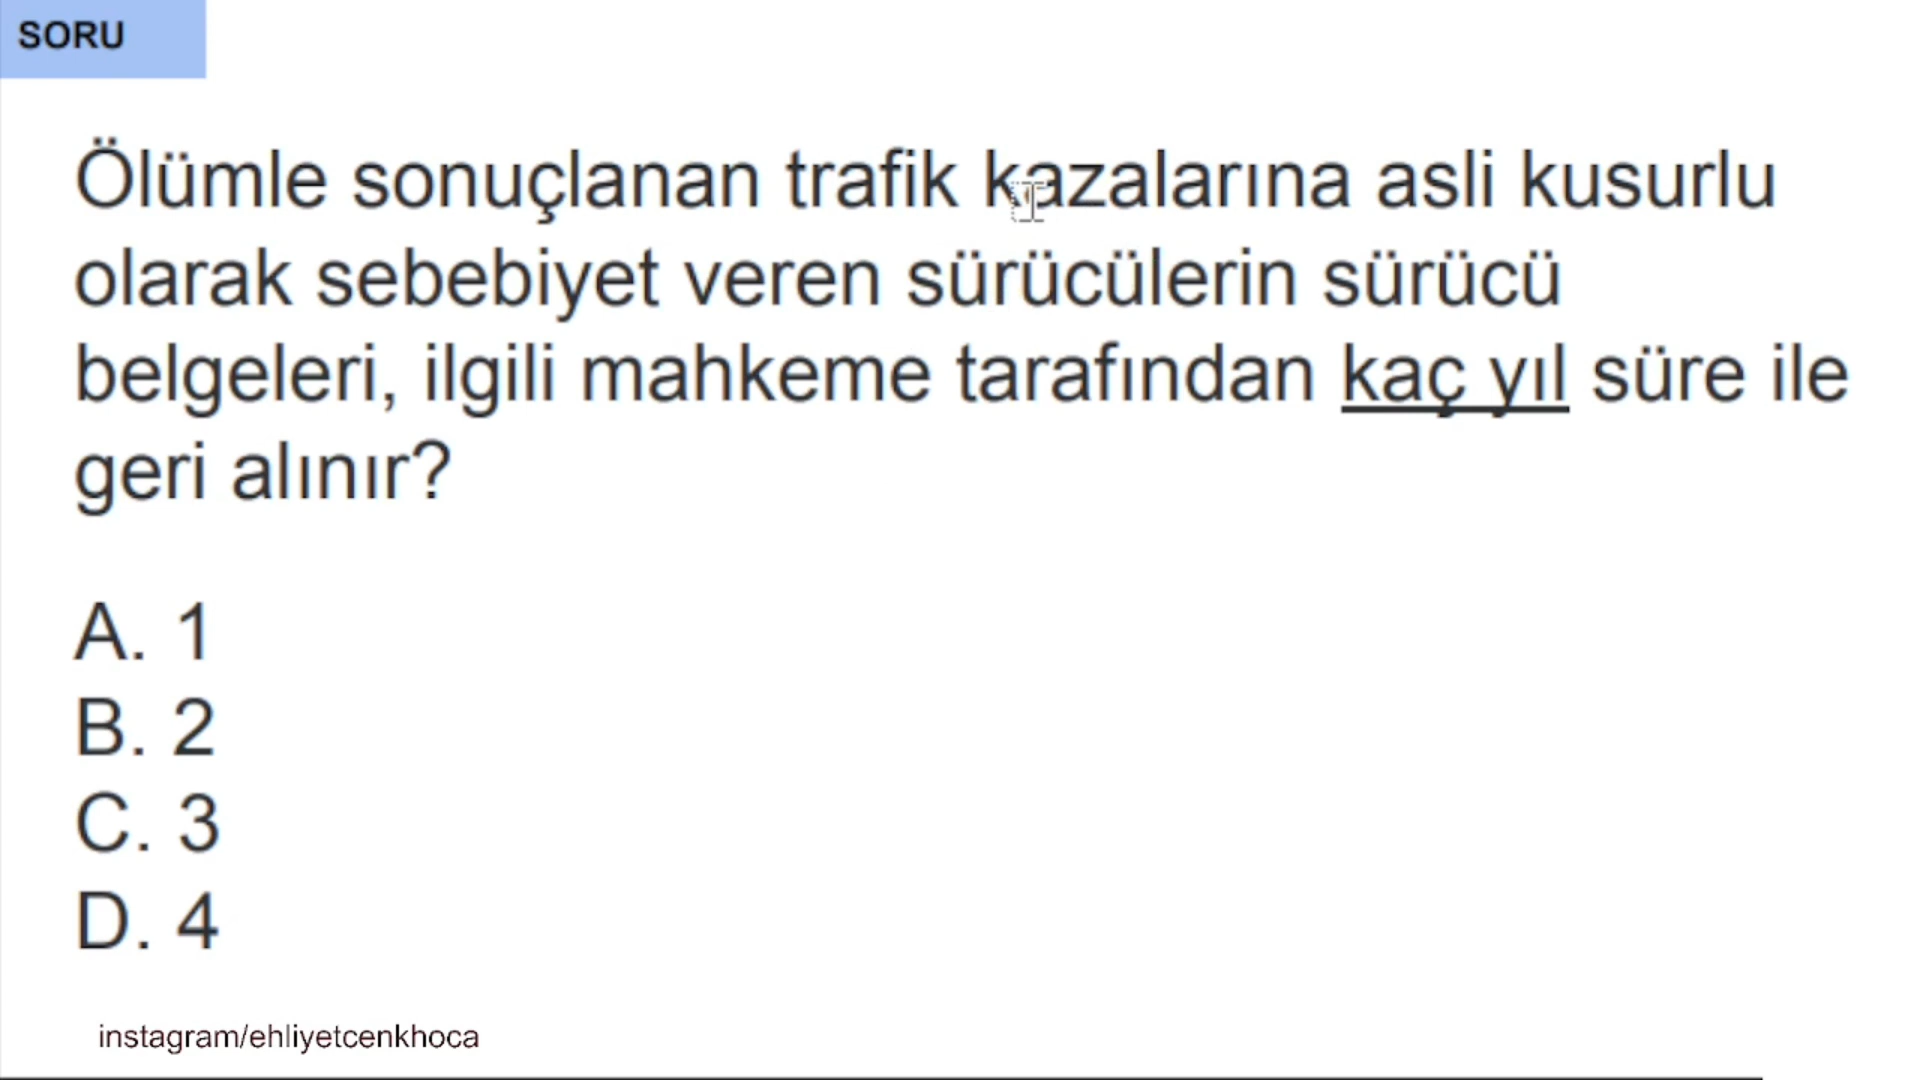 SORU
Ölümle sonuçlanan trafik kazalarına asli kusurlu
olarak sebebiyet veren sürücülerin sürücü
belgeleri, ilgili mahkeme tarafından kaç yıl süre ile
geri alınır?
A. 1
B. 2
C. 3
D. 4
instagram/ehliyetcenkhoca